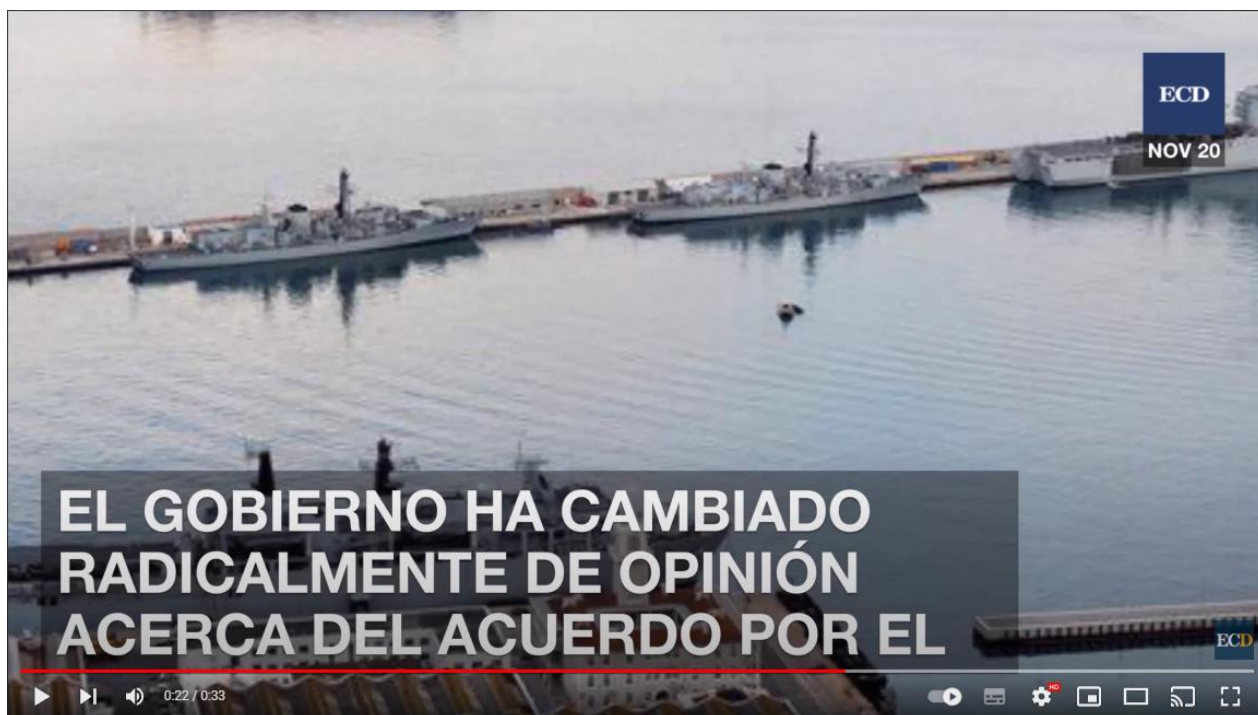 ECD
NOV 20
EL GOBIERNO HA CAMBIADO
RADICALMENTE DE OPINIÓN
ACERCA DEL ACUERDO POR EL
ECD
0:22 / 0:33
HD